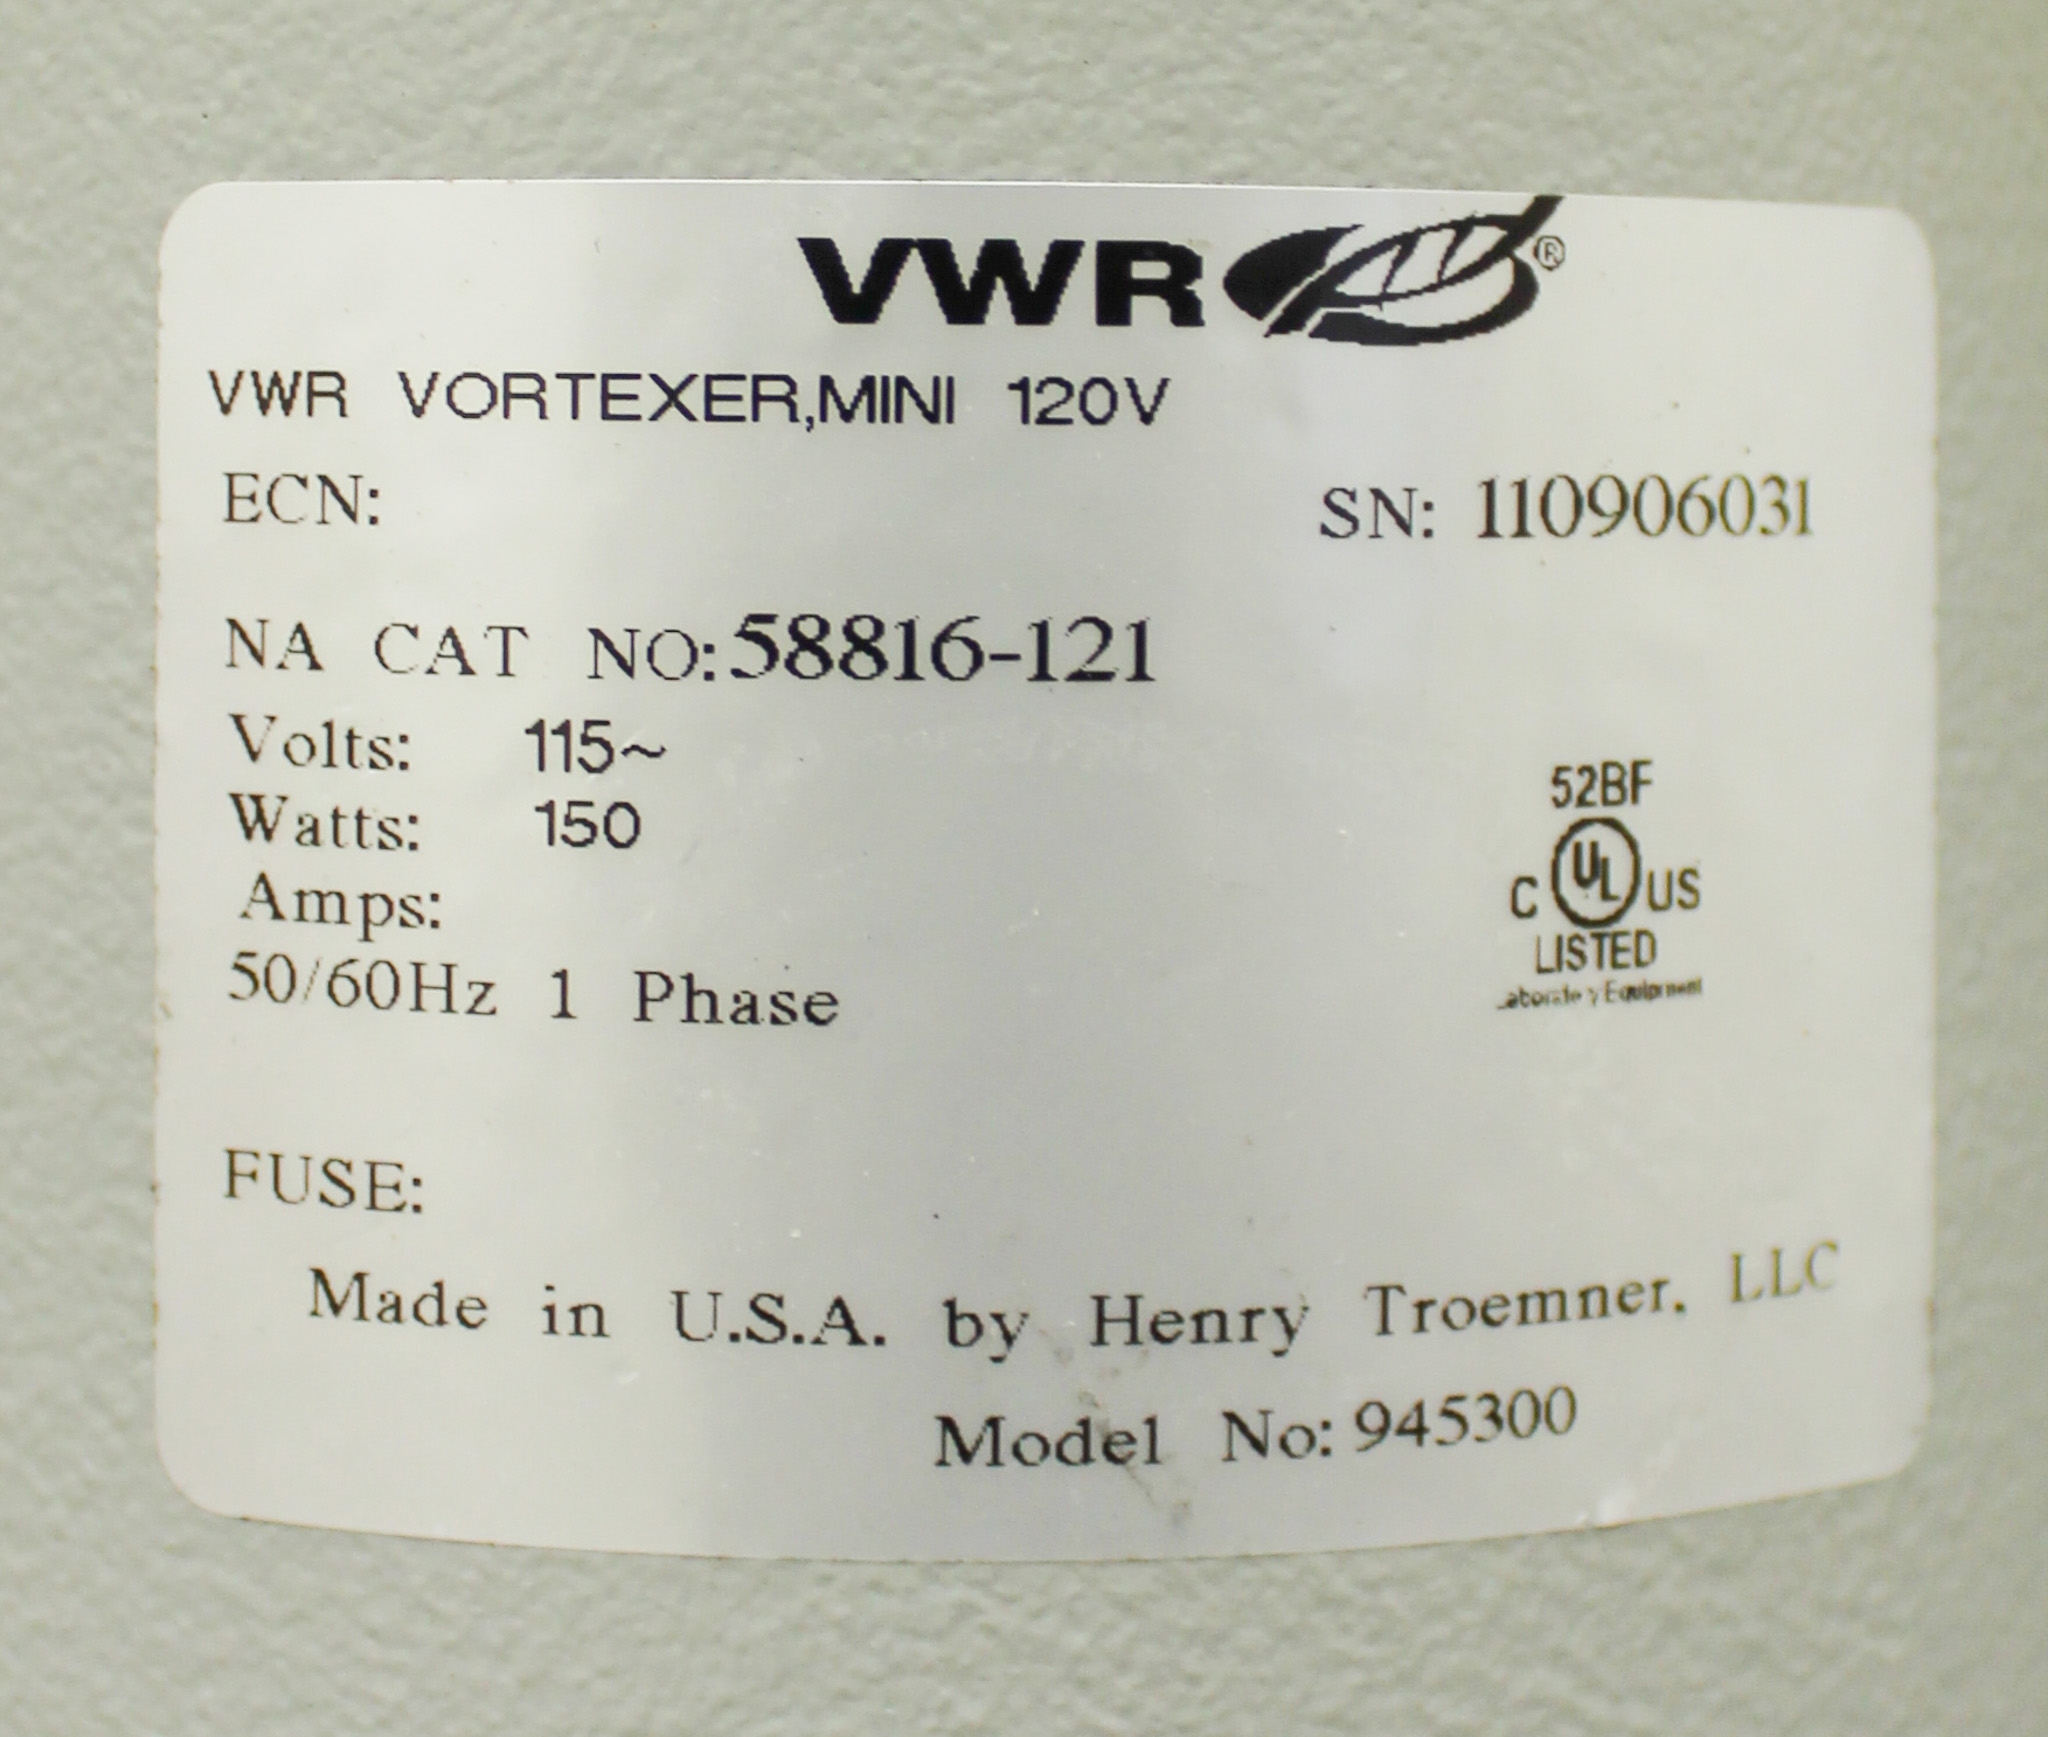 VWR®
VWR VORTEXER,MINI 120V
ECN:
SN: 110906031
NA CAT NO:58816-121
Volts: 115~
Watts: 150
Amps:
50/60Hz 1 Phase
52BF
C UL US
LISTED
Equipment
FUSE:
Made in U.S.A. by Henry Troemner, LLC
Model No: 945300